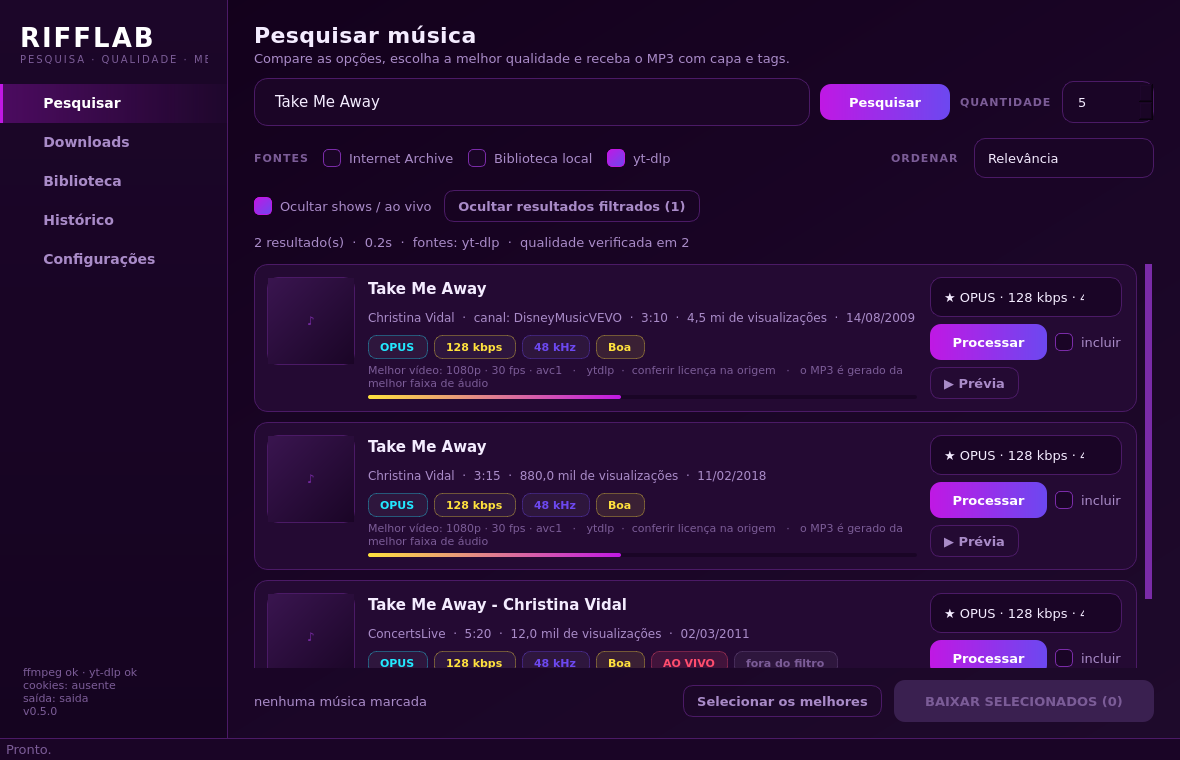 RIFFLAB
PESQUISA · QUALIDADE ·
Pesquisar
Downloads
Biblioteca
Histórico
Configurações
ffmpeg ok · yt-dlp ok
cookies: ausente
saída: saida
v0.5.0
Pesquisar música
Compare as opções, escolha a melhor qualidade e receba o MP3 com capa e tags.
Take Me Away
Pesquisar
QUANTIDADE
5
FONTES
Internet Archive
Biblioteca local
yt-dlp
ORDENAR
Relevância
Ocultar shows / ao vivo
Ocultar resultados filtrados (1)
2 resultado(s) · 0.2s · fontes: yt-dlp · qualidade verificada em 2
♪
Take Me Away
Christina Vidal · canal: DisneyMusicVEVO · 3:10 · 4,5 mi de visualizações · 14/08/2009
OPUS
128 kbps
48 kHz
Boa
Melhor vídeo: 1080p · 30 fps · avc1 · ytdlp · conferir licença na origem · o MP3 é gerado da
melhor faixa de áudio
★ OPUS · 128 kbps ·
Processar
incluir
▶ Prévia
♪
Take Me Away
Christina Vidal · 3:15 · 880,0 mil de visualizações · 11/02/2018
OPUS
128 kbps
48 kHz
Boa
Melhor vídeo: 1080p · 30 fps · avc1 · ytdlp · conferir licença na origem · o MP3 é gerado da
melhor faixa de áudio
★ OPUS · 128 kbps ·
Processar
incluir
▶ Prévia
♪
Take Me Away - Christina Vidal
ConcertsLive · 5:20 · 12,0 mil de visualizações · 02/03/2011
OPUS
128 kbps
48 kHz
Boa
AO VIVO
fora do filtro
★ OPUS · 128 kbps ·
Processar
incluir
nenhuma música marcada
Selecionar os melhores
BAIXAR SELECIONADOS (0)
Pronto.